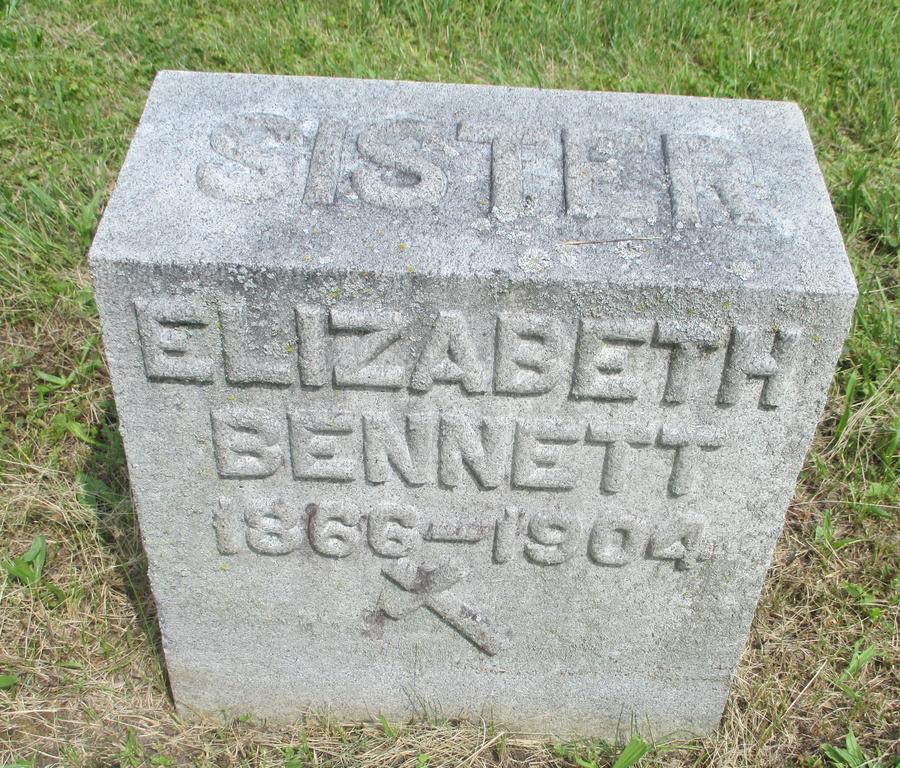 SISTER
ELIZABETH
BENNETT
1866-1904